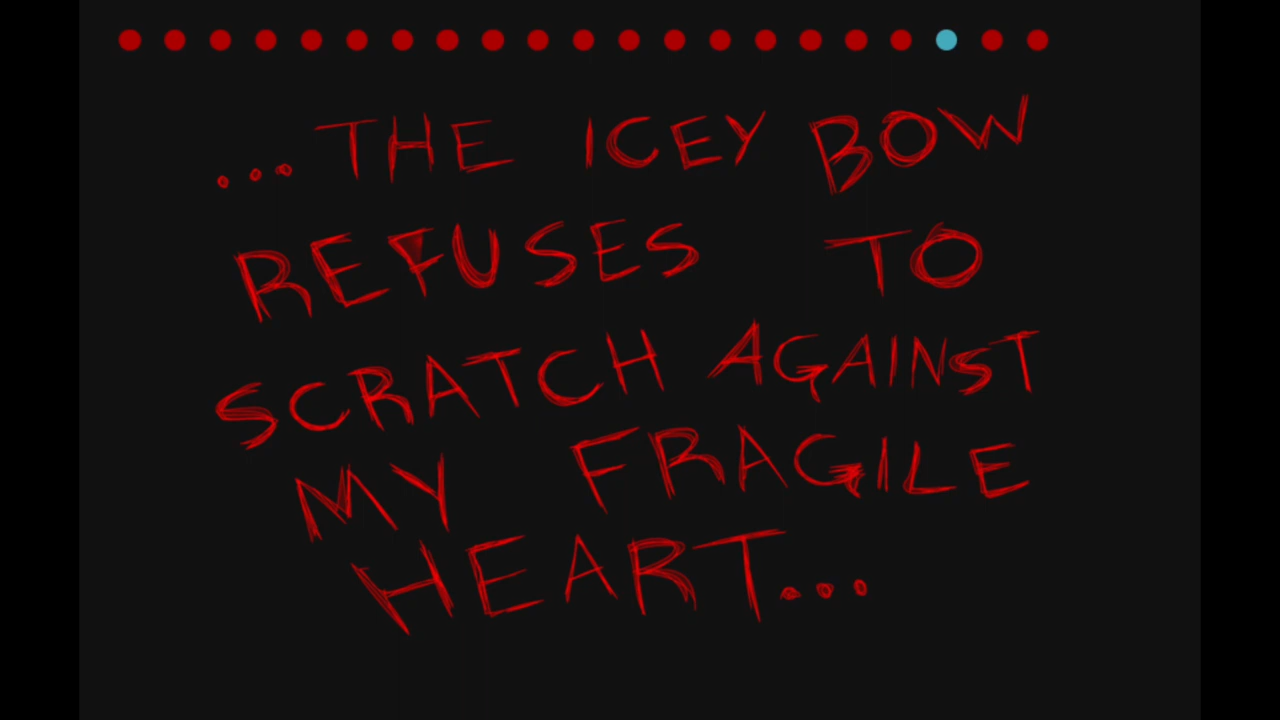 ...THE ICEY BOW
REFUSES TO
SCRATCH AGAINST
MY FRAGILE
HEART...